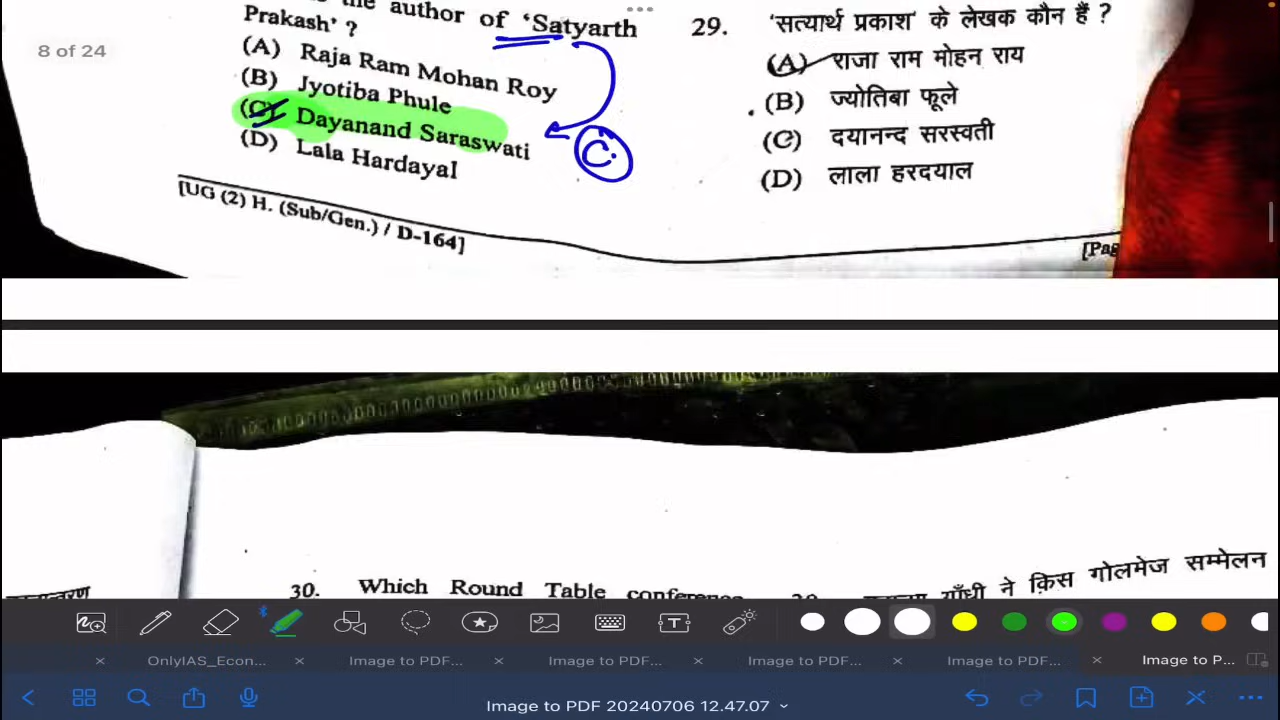 the author of 'Satyarth
Prakash' ?
(A) Raja Ram Mohan Roy
(B) Jyotiba Phule
(C) Dayanand Saraswati
(D) Lala Hardayal
C
[UG (2) H. (Sub/Gen.) / D-164]
8 of 24
29. 'सत्यार्थ प्रकाश' के लेखक कौन हैं ?
(A) राजा राम मोहन राय
(B) ज्योतिबा फूले
(C) दयानन्द सरस्वती
(D) लाला हरदयाल
[Pag
30. Which Round Table conference
गाँधी ने किस गोलमेज सम्मेलन
T
OnlyIAS_Econ...
Image to PDF...
Image to PDF...
Image to PDF...
Image to PDF...
Image to P...
Image to PDF 20240706 12.47.07